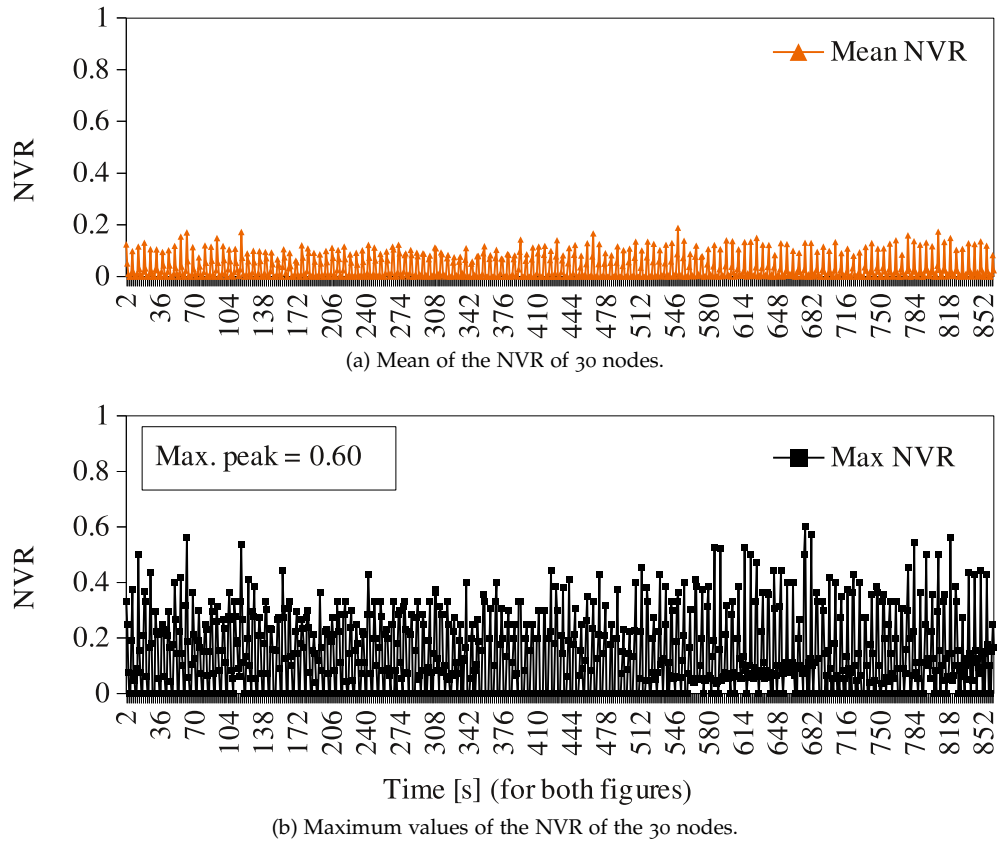 1
Mean NVR
0.8
0.6
NVR
0.4
0.2
0
2 36 70 104 138 172 206 240 274 308 342 376 410 444 478 512 546 580 614 648 682 716 750 784 818 852
(a) Mean of the NVR of 30 nodes.
1
Max. peak = 0.60
Max NVR
0.8
0.6
NVR
0.4
0.2
0
2 36 70 104 138 172 206 240 274 308 342 376 410 444 478 512 546 580 614 648 682 716 750 784 818 852
Time [s] (for both figures)
(b) Maximum values of the NVR of the 30 nodes.